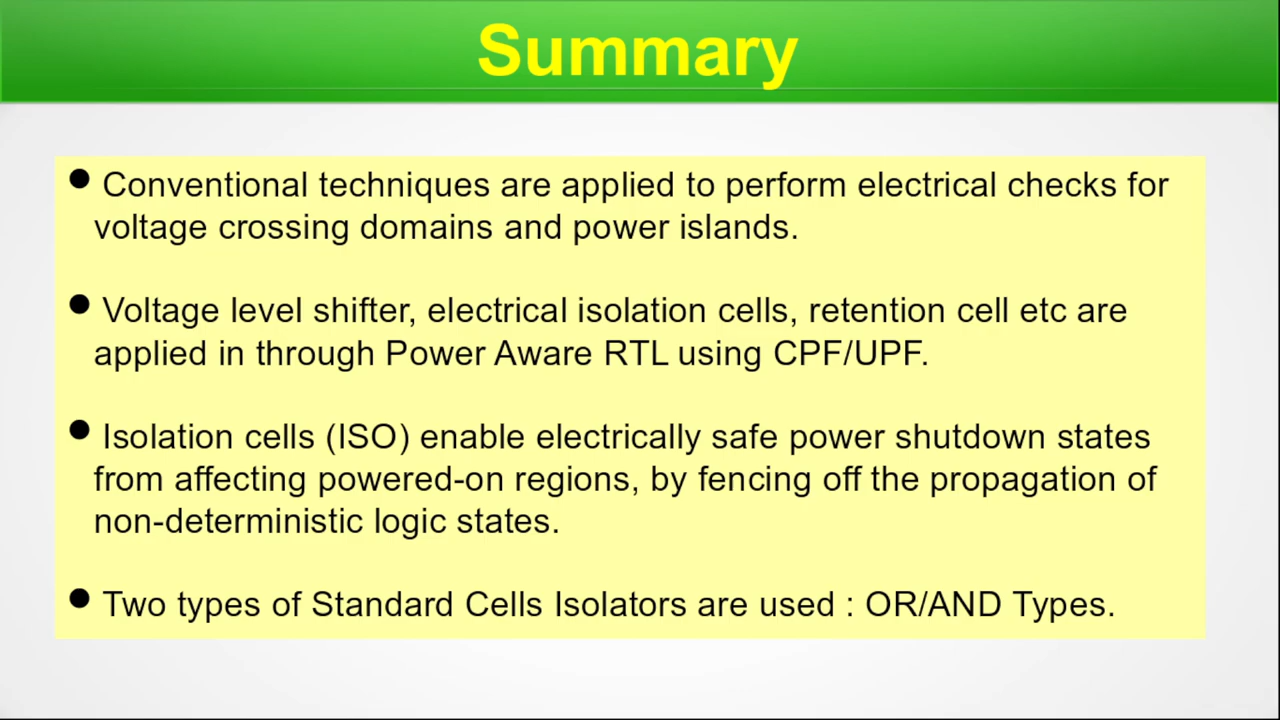 Summary
● Conventional techniques are applied to perform electrical checks for
voltage crossing domains and power islands.
● Voltage level shifter, electrical isolation cells, retention cell etc are
applied in through Power Aware RTL using CPF/UPF.
● Isolation cells (ISO) enable electrically safe power shutdown states
from affecting powered-on regions, by fencing off the propagation of
non-deterministic logic states.
● Two types of Standard Cells Isolators are used : OR/AND Types.